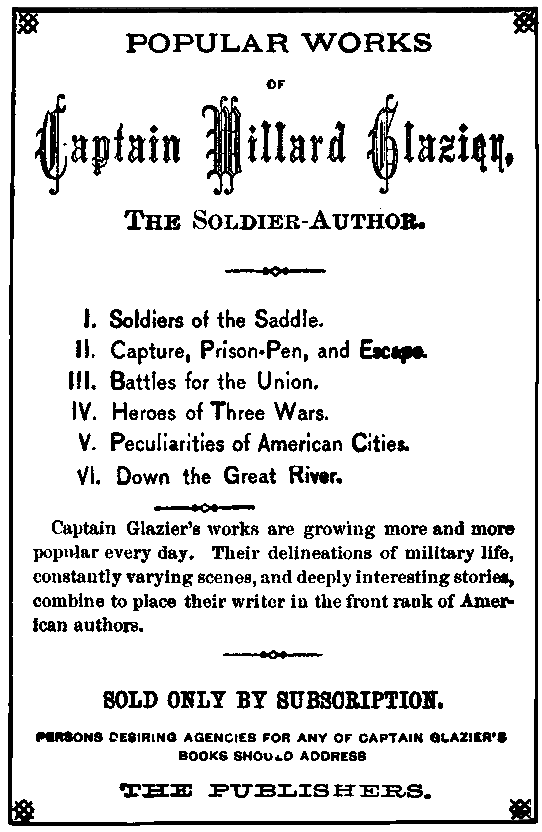 POPULAR WORKS
OF
Captain Willard Glazier,
THE SOLDIER-AUTHOR.
I. Soldiers of the Saddle.
II. Capture, Prison-Pen, and Escape.
III. Battles for the Union.
IV. Heroes of Three Wars.
V. Peculiarities of American Cities.
VI. Down the Great River.
Captain Glazier's works are growing more and more
popular every day. Their delineations of military life,
constantly varying scenes, and deeply interesting stories,
combine to place their writer in the front rank of Amer-
ican authors.
SOLD ONLY BY SUBSCRIPTION.
PERSONS DESIRING AGENCIES FOR ANY OF CAPTAIN GLAZIER'S
BOOKS SHOULD ADDRESS
THE PUBLISHERS.